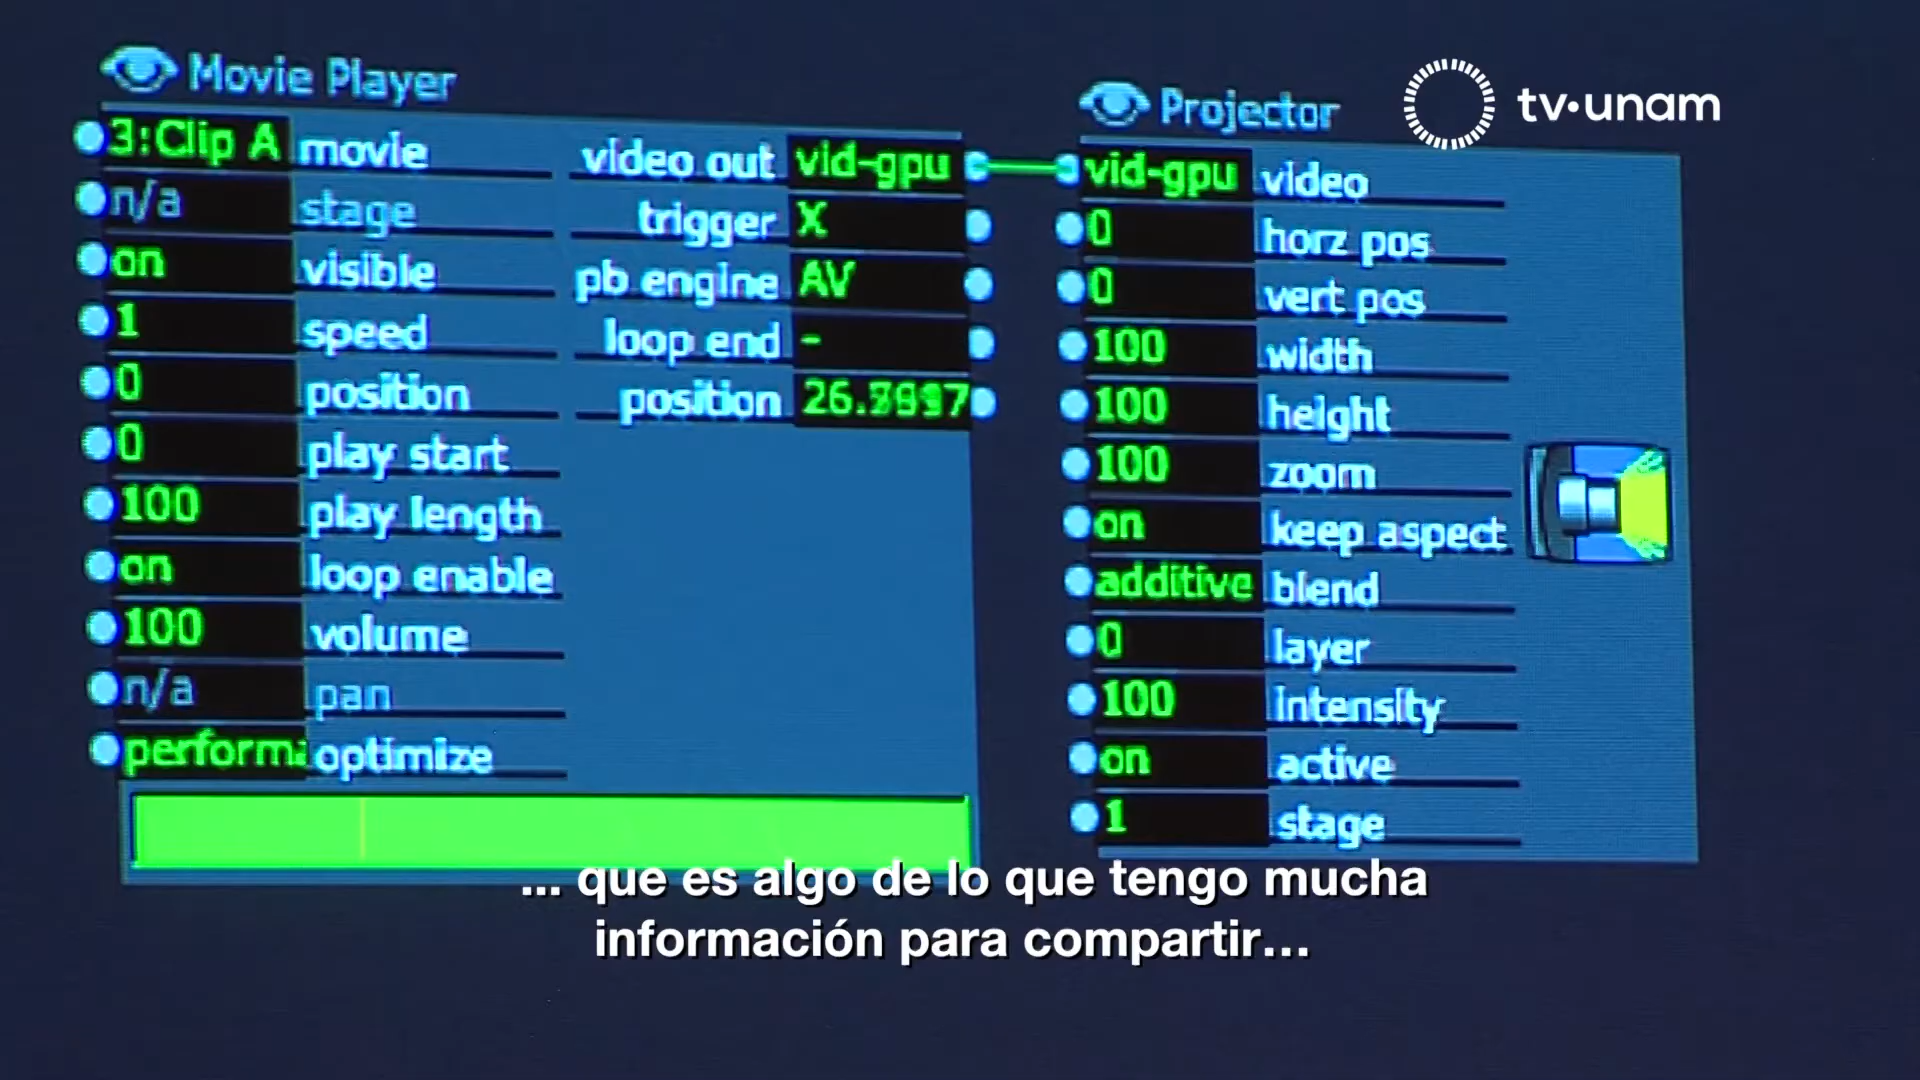 Movie Player
3:Clip A movie video out vid-gpu
n/a stage trigger X
on visible pb engine AV
1 speed loop end -
0 position position
0 play start
100 play length
on loop enable
100 volume
n/a pan
performa optimize
Projector
vid-gpu video
0 horz pos
0 vert pos
100 width
100 height
100 zoom
on keep aspect
additive blend
0 layer
100 intensity
on active
1 stage
tv·unam
... que es algo de lo que tengo mucha
información para compartir...